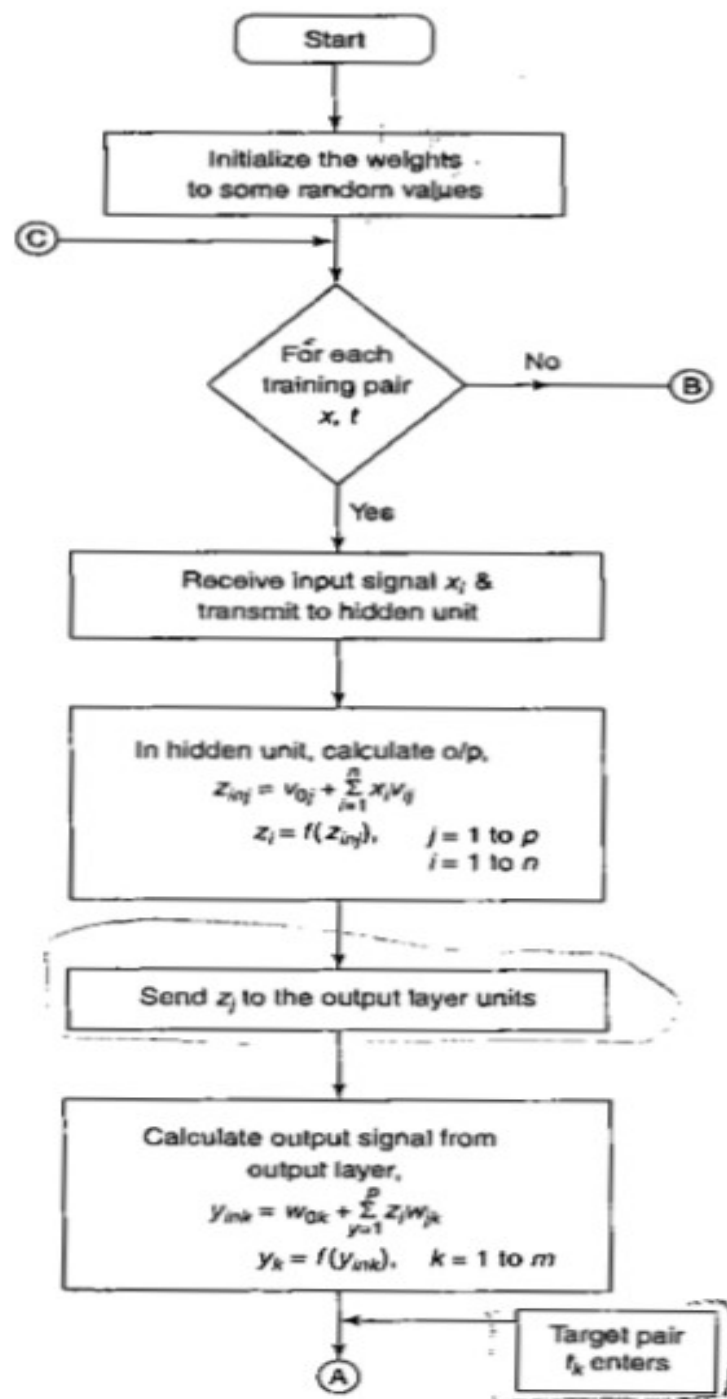 Start
Initialize the weights
to some random values
C
For each
training pair
x, t
No
B
Yes
Receive input signal xᵢ &
transmit to hidden unit
In hidden unit, calculate o/p,
z_inj = v_0j + Σ_{i=1}^{n} x_i v_ij
z_i = f(z_inj),   j = 1 to p
i = 1 to n
Send z_j to the output layer units
Calculate output signal from
output layer,
y_ink = w_0k + Σ_{y=1}^{p} z_i w_jk
y_k = f(y_ink),   k = 1 to m
Target pair
t_k enters
A